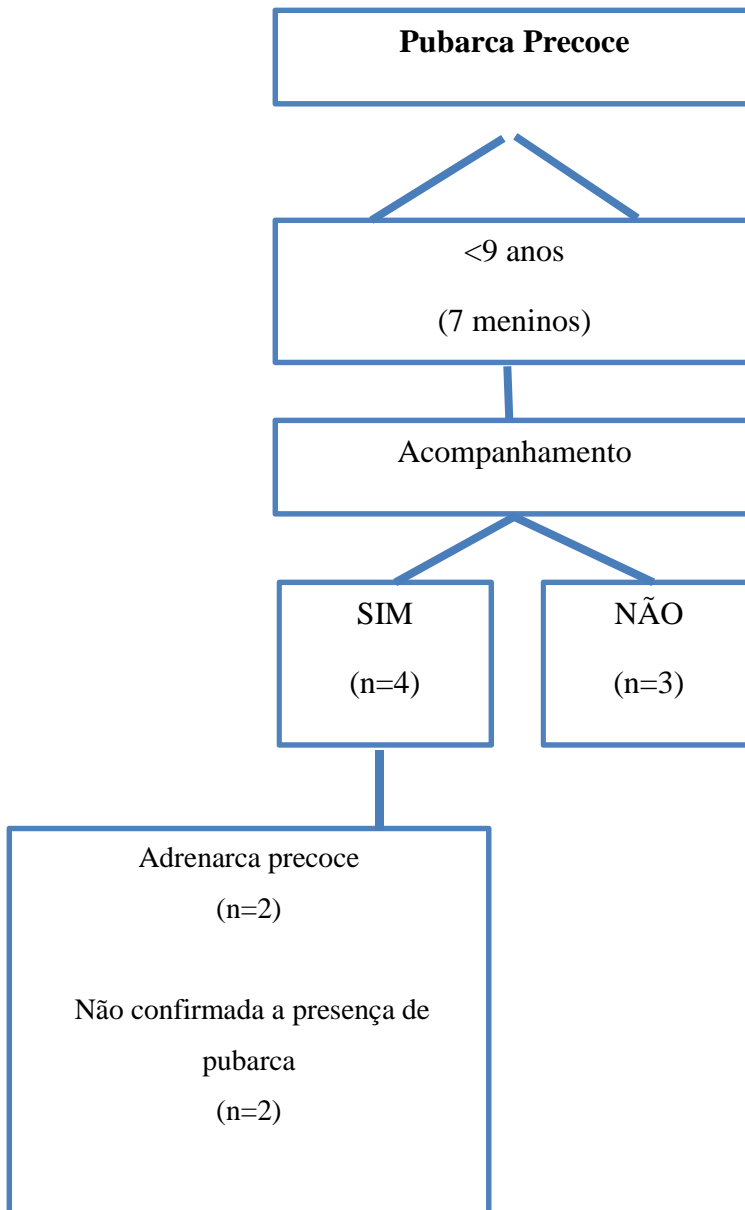 Pubarca Precoce
<9 anos
(7 meninos)
Acompanhamento
SIM
(n=4)
NÃO
(n=3)
Adrenarca precoce
(n=2)
Não confirmada a presença de
pubarca
(n=2)